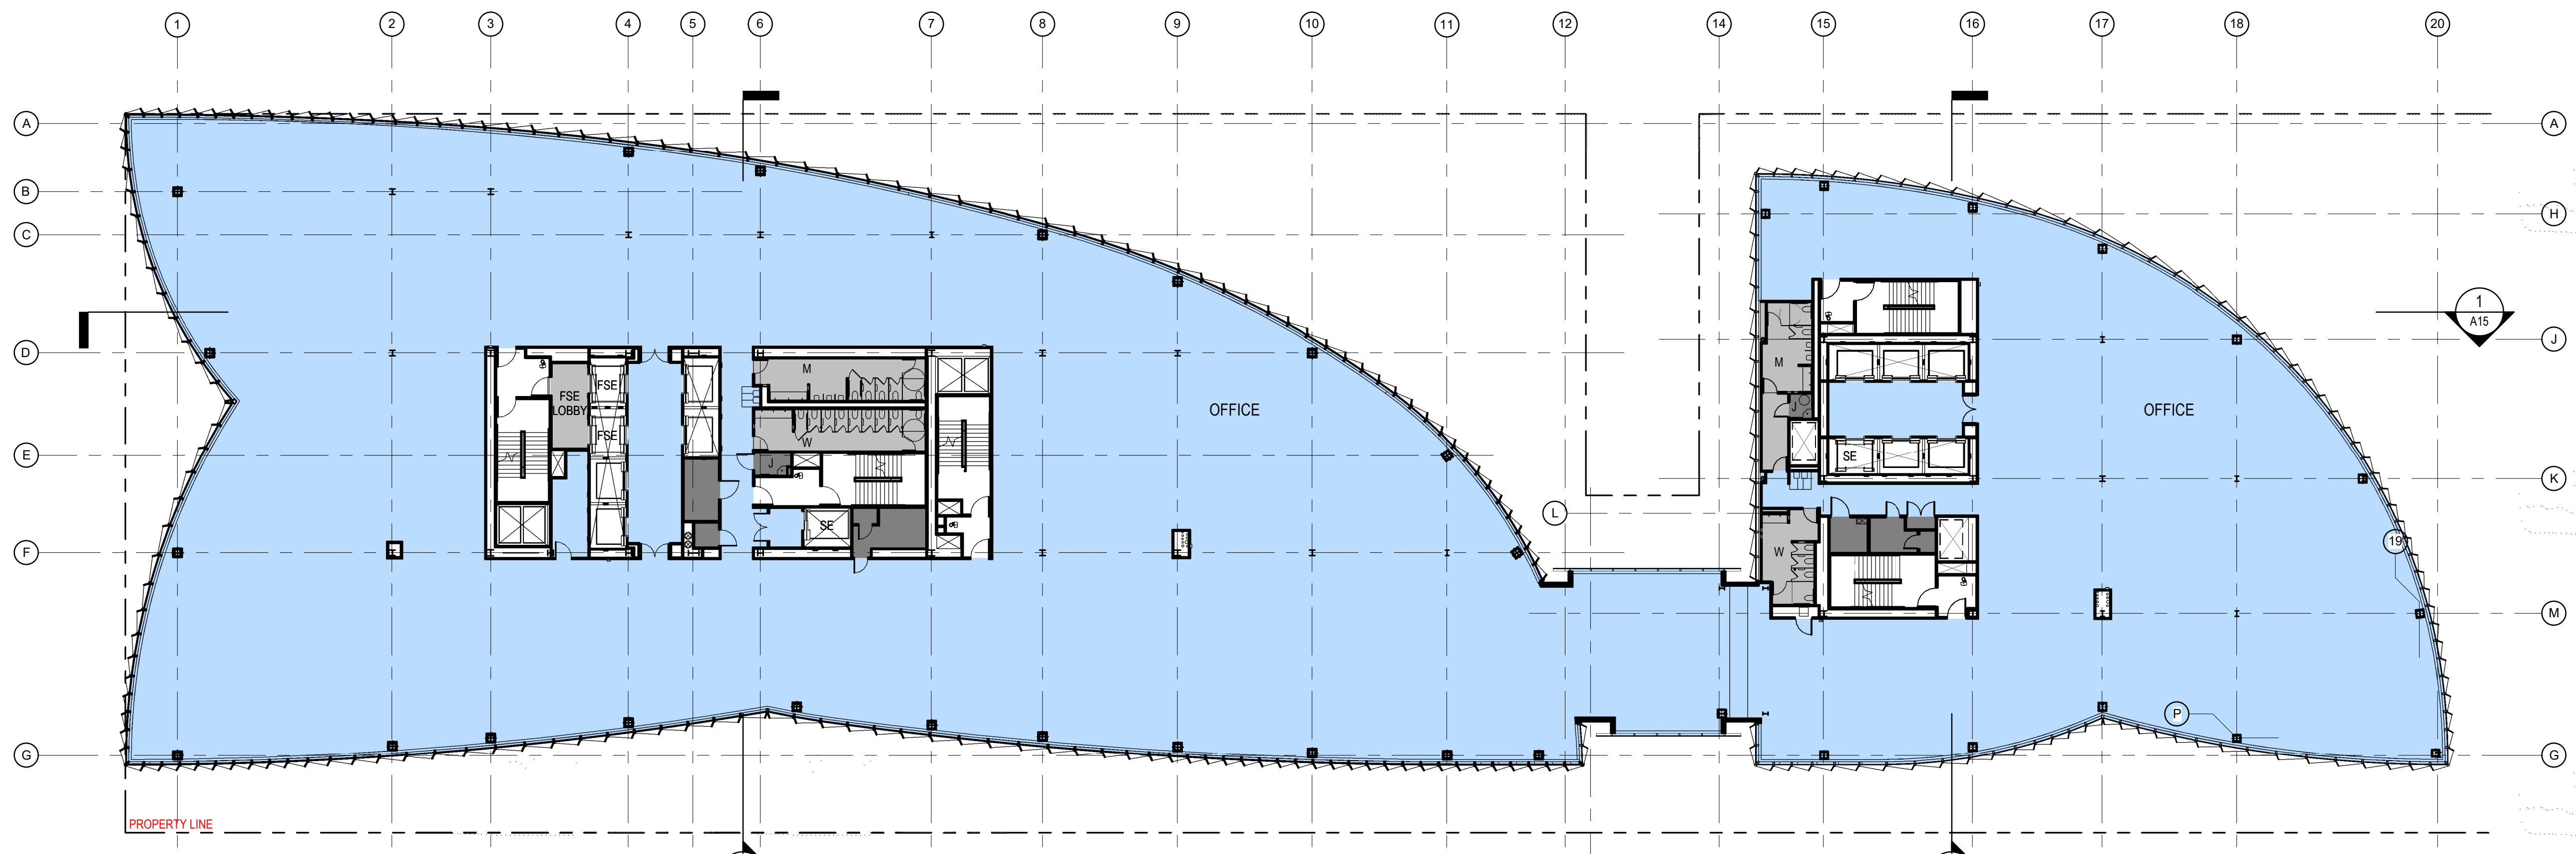 1 2 3 4 5 6 7 8 9 10 11 12 14 15 16 17 18 20
A A
B
H
C
1
A15
D J
M
M
FSE
FSE
LOBBY
J
OFFICE OFFICE
FSE
W
E
J
SE
K
L
SE
19
F
W
M
P
G G
PROPERTY LINE